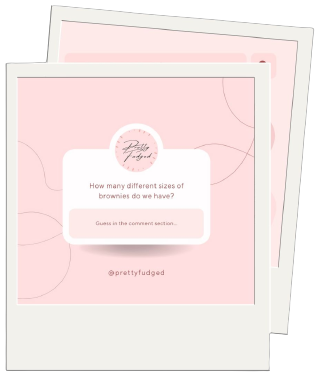 Pretty
Fudged
How many different sizes of
brownies do we have?
Guess in the comment section...
@prettyfudged